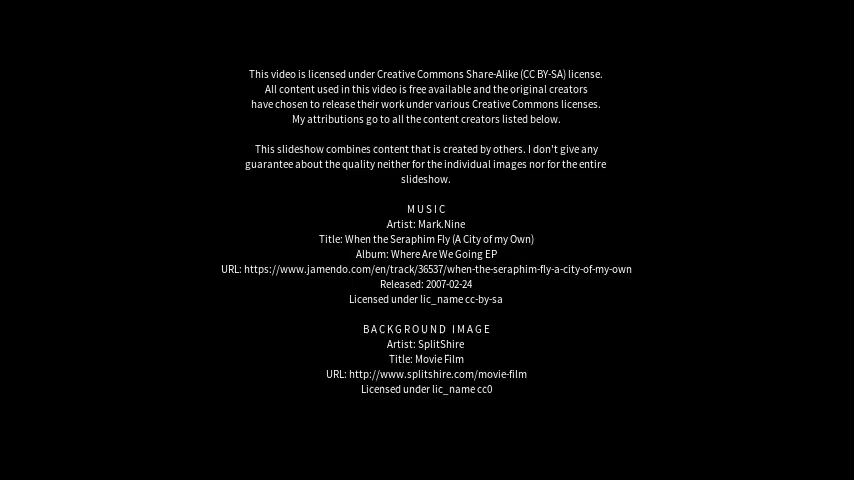 This video is licensed under Creative Commons Share-Alike (CC BY-SA) license.
All content used in this video is free available and the original creators
have chosen to release their work under various Creative Commons licenses.
My attributions go to all the content creators listed below.
This slideshow combines content that is created by others. I don't give any
guarantee about the quality neither for the individual images nor for the entire
slideshow.
MUSIC
Artist: Mark.Nine
Title: When the Seraphim Fly (A City of my Own)
Album: Where Are We Going EP
URL: https://www.jamendo.com/en/track/36537/when-the-seraphim-fly-a-city-of-my-own
Released: 2007-02-24
Licensed under lic_name cc-by-sa
BACKGROUND IMAGE
Artist: SplitShire
Title: Movie Film
URL: http://www.splitshire.com/movie-film
Licensed under lic_name cc0